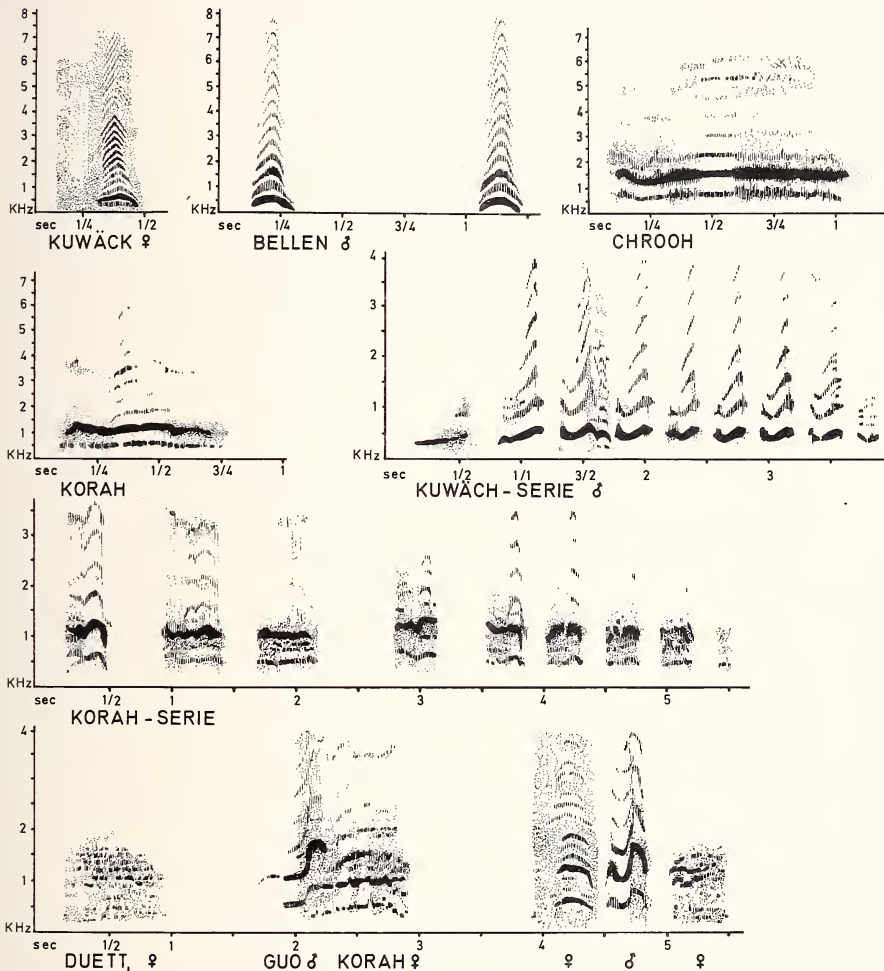 8
7
6
5
4
3
2
1
KHz
sec 1/4 1/2
KUWÄCK ♀
8
7
6
5
4
3
2
1
KHz
sec 1/4 1/2 3/4 1
BELLEN ♂
7
6
5
4
3
2
1
KHz
sec 1/4 1/2 3/4 1
CHROOH
7
6
5
4
3
2
1
KHz
sec 1/4 1/2 3/4 1
KORAH
4
3
2
1
KHz
sec 1/2 1/1 3/2 2 3
KUWÄCH-SERIE ♂
3
2
1
KHz
sec 1/2 1 2 3 4 5
KORAH-SERIE
4
2
1
KHz
sec 1/2 1 2 3 4 5
DUETT, ♀ GUO ♂ KORAH ♀ ♀ ♂ ♀